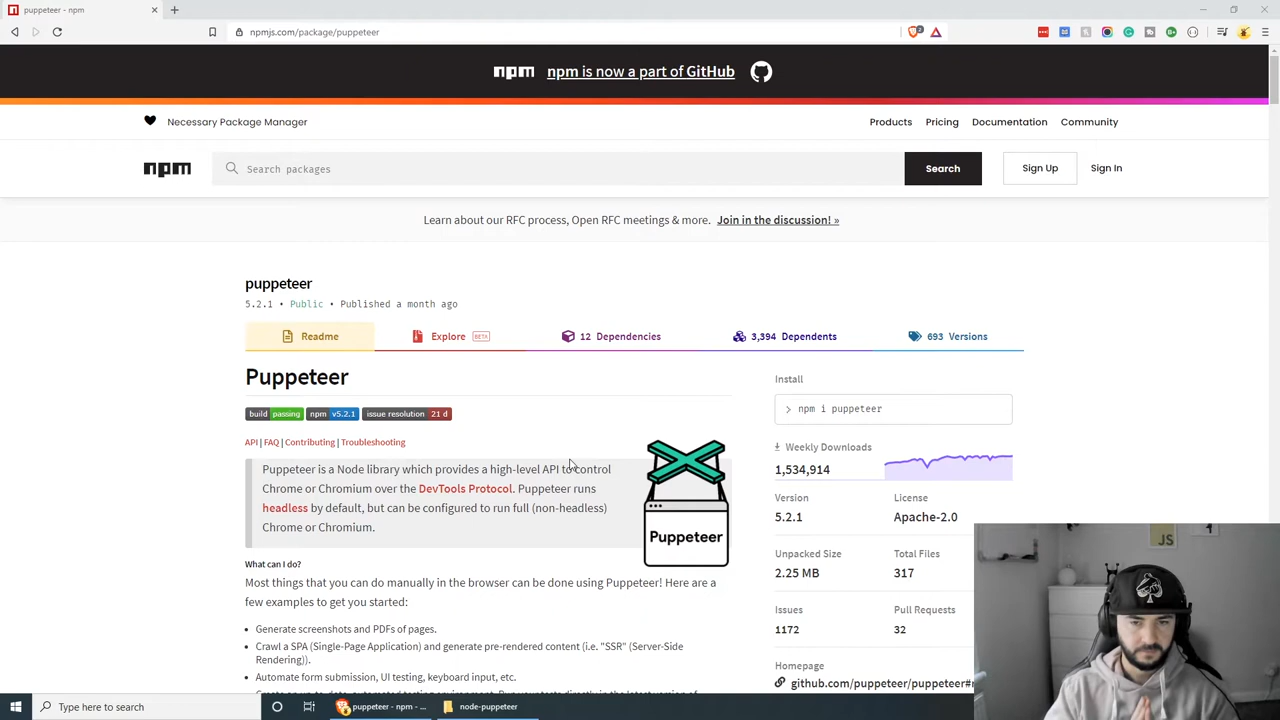 puppeteer - npm
npmjs.com/package/puppeteer
2
npm npm is now a part of GitHub
Necessary Package Manager
Products
Pricing
Documentation
Community
npm
Search packages
Search
Sign Up
Sign In
Learn about our RFC process, Open RFC meetings & more. Join in the discussion! »
puppeteer
5.2.1 • Public • Published a month ago
Readme
Explore BETA
12 Dependencies
3,394 Dependents
693 Versions
Puppeteer
build passing npm v5.2.1 issue resolution 21 d
API | FAQ | Contributing | Troubleshooting
Puppeteer is a Node library which provides a high-level API to control
Chrome or Chromium over the DevTools Protocol. Puppeteer runs
headless by default, but can be configured to run full (non-headless)
Chrome or Chromium.
Puppeteer
What can I do?
Most things that you can do manually in the browser can be done using Puppeteer! Here are a
few examples to get you started:
• Generate screenshots and PDFs of pages.
• Crawl a SPA (Single-Page Application) and generate pre-rendered content (i.e. "SSR" (Server-Side
Rendering)).
• Automate form submission, UI testing, keyboard input, etc.
Install
> npm i puppeteer
Weekly Downloads
1,534,914
Version
License
5.2.1
Apache-2.0
Unpacked Size
Total Files
2.25 MB
317
Issues
Pull Requests
1172
32
Homepage
github.com/puppeteer/puppeteer#r
JS
Type here to search
puppeteer - npm - ...
node-puppeteer